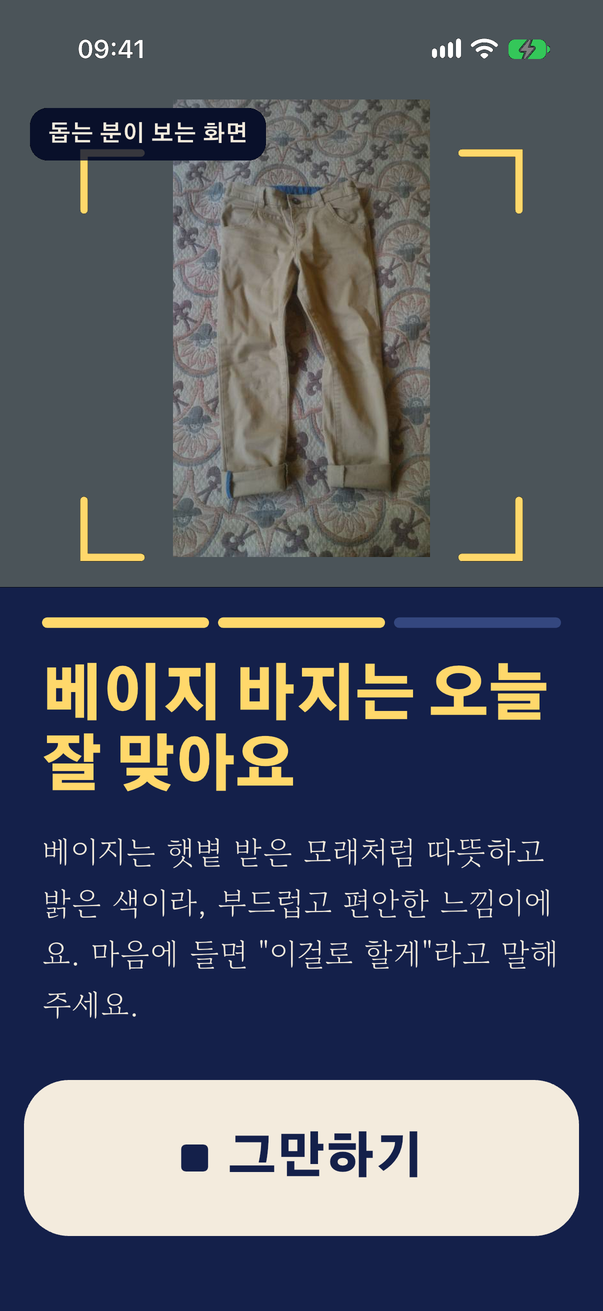 09:41
돕는 분이 보는 화면
베이지 바지는 오늘
잘 맞아요
베이지는 햇볕 받은 모래처럼 따뜻하고
밝은 색이라, 부드럽고 편안한 느낌이에
요. 마음에 들면 "이걸로 할게"라고 말해
주세요.
그만하기